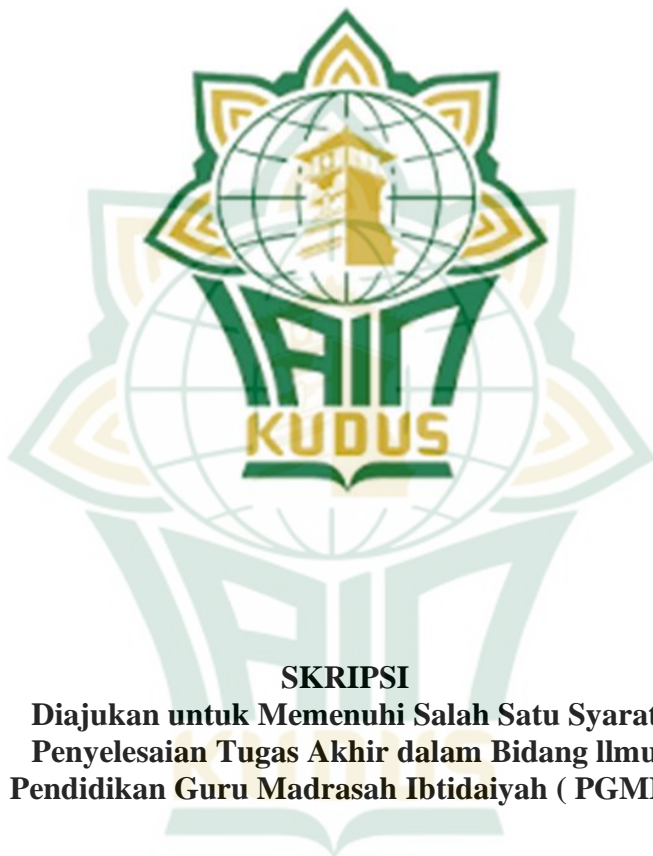 IAIN
KUDUS
SKRIPSI
Diajukan untuk Memenuhi Salah Satu Syarat
Penyelesaian Tugas Akhir dalam Bidang llmu
Pendidikan Guru Madrasah Ibtidaiyah ( PGMI